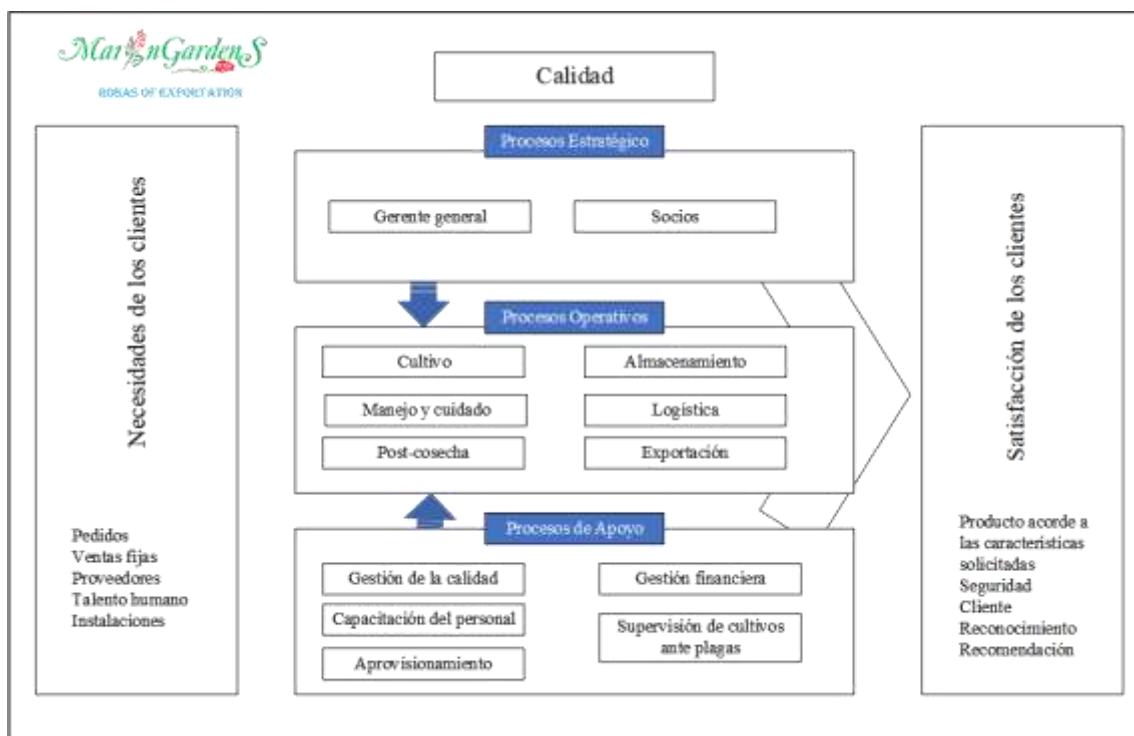 MarlnGardenS
ROSAS OF EXPORTATION
Calidad
Necesidades de los clientes
Pedidos
Ventas fijas
Proveedores
Talento humano
Instalaciones
Procesos Estratégico
Gerente general
Socios
Procesos Operativos
Cultivo
Almacenamiento
Manejo y cuidado
Logística
Post-cosecha
Exportación
Procesos de Apoyo
Gestión de la calidad
Gestión financiera
Capacitación del personal
Supervisión de cultivos
ante plagas
Aprovisionamiento
Satisfacción de los clientes
Producto acorde a
las características
solicitadas
Seguridad
Cliente
Reconocimiento
Recomendación